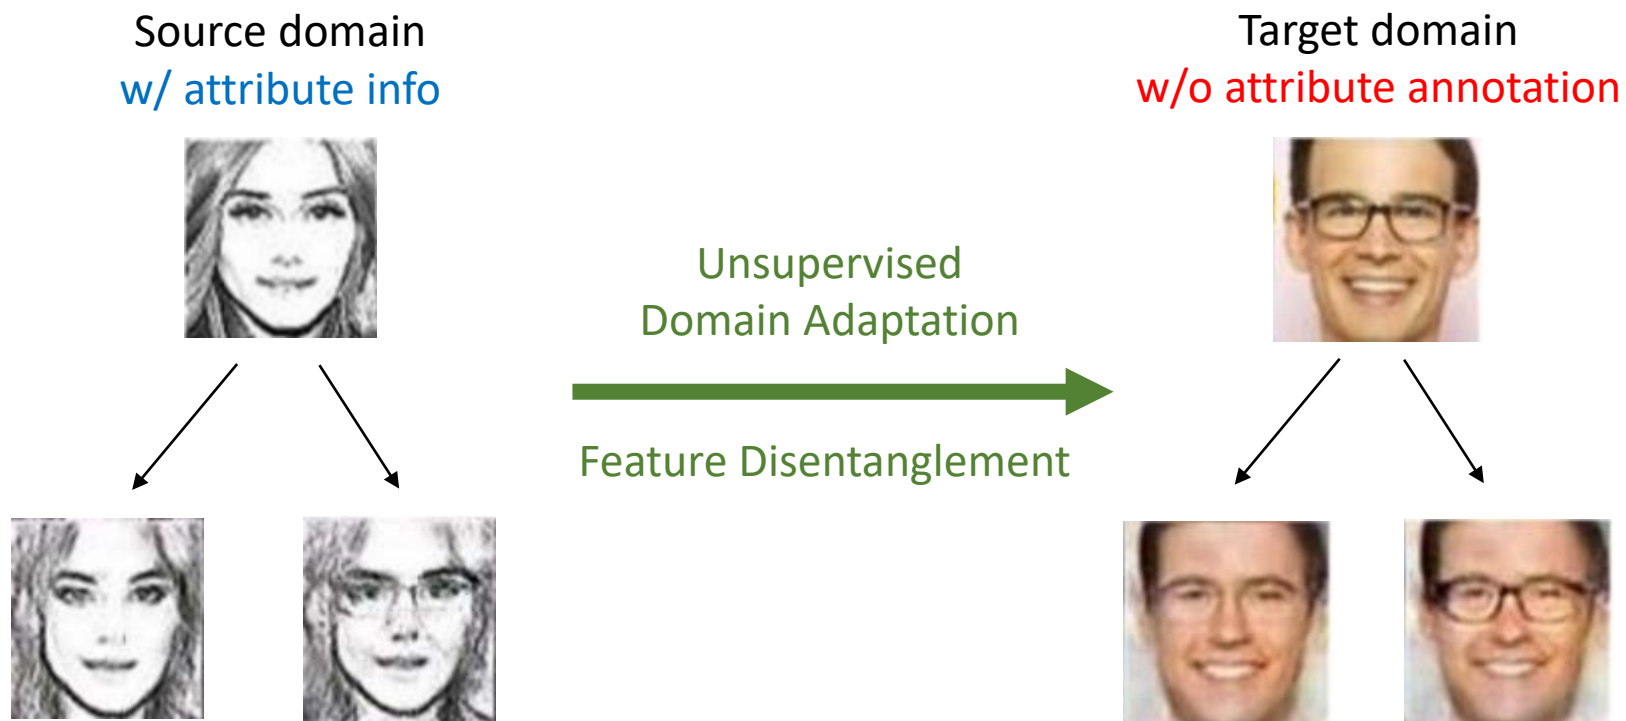 Source domain
w/ attribute info
Target domain
w/o attribute annotation
Unsupervised
Domain Adaptation
Feature Disentanglement